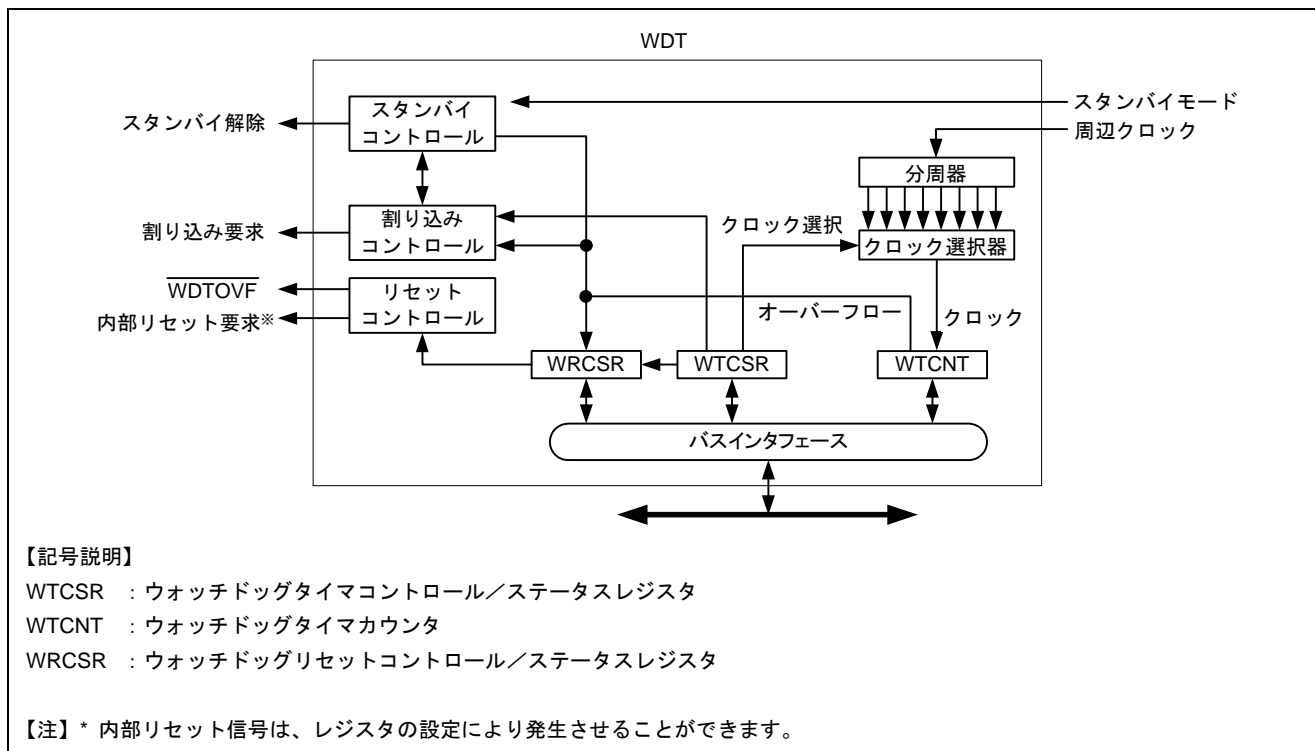 WDT
スタンバイ解除
スタンバイ
コントロール
スタンバイモード
周辺クロック
分周器
割り込み要求
割り込み
コントロール
クロック選択
クロック選択器
WDTOVF
内部リセット要求※
リセット
コントロール
オーバーフロー
クロック
WRCSR
WTCSR
WTCNT
バスインタフェース
【記号説明】
WTCSR : ウォッチドッグタイマコントロール／ステータスレジスタ
WTCNT : ウォッチドッグタイマカウンタ
WRCSR : ウォッチドッグリセットコントロール／ステータスレジスタ
【注】* 内部リセット信号は、レジスタの設定により発生させることができます。